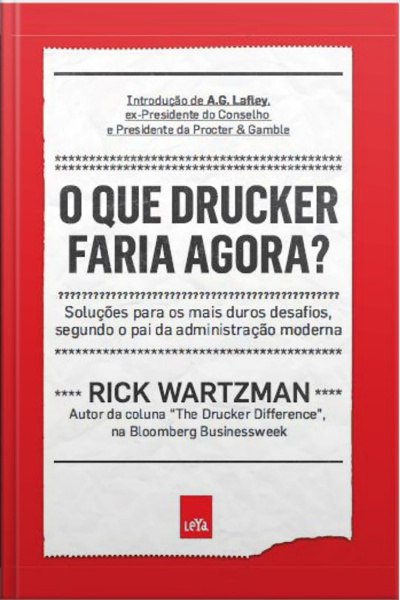 Introdução de A.G. Lafley,
ex-Presidente do Conselho
e Presidente da Procter & Gamble
************************************************
************************************************
O QUE DRUCKER
FARIA AGORA?
????????????????????????????????????????????????
Soluções para os mais duros desafios,
segundo o pai da administração moderna
************************************************
**** RICK WARTZMAN ****
Autor da coluna "The Drucker Difference",
na Bloomberg Businessweek
LeYa